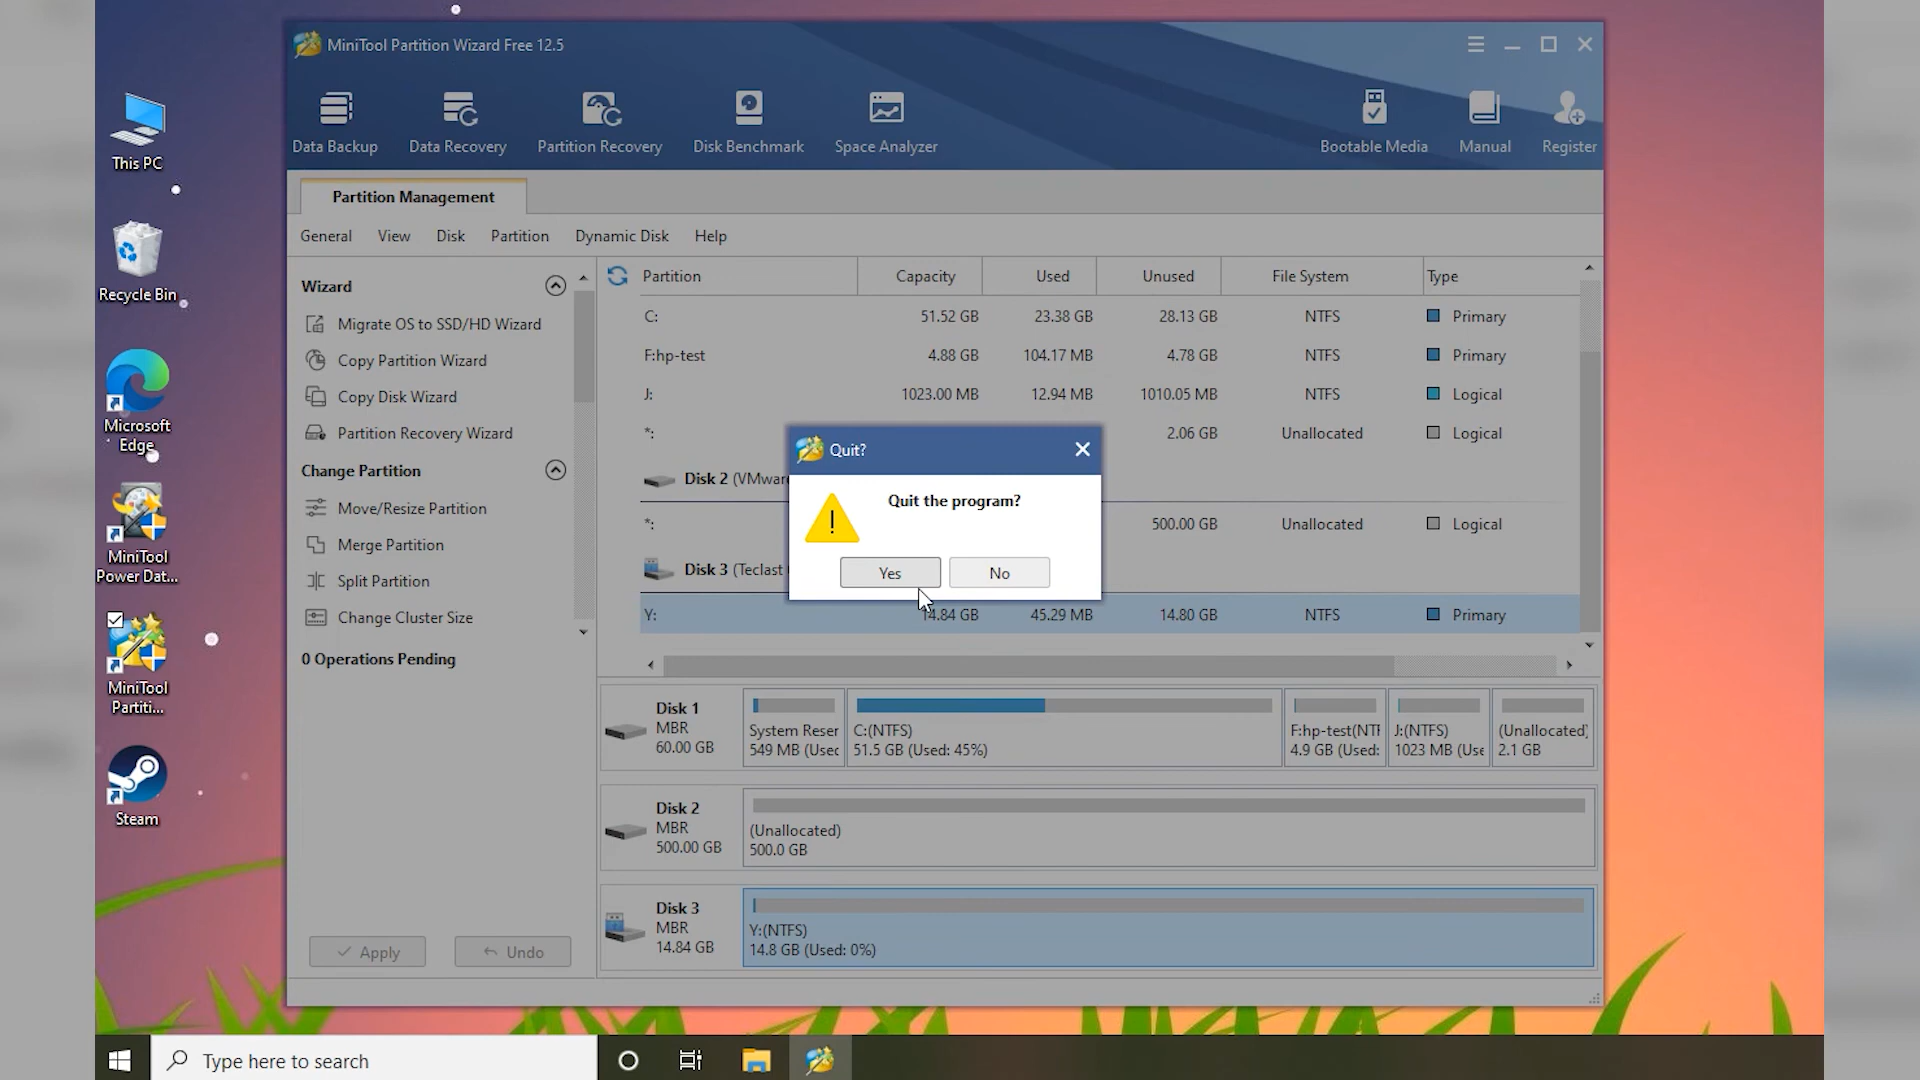 MiniTool Partition Wizard Free 12.5
Data Backup
Data Recovery
Partition Recovery
Disk Benchmark
Space Analyzer
Bootable Media
Manual
Register
Partition Management
General View Disk Partition Dynamic Disk Help
Wizard
Migrate OS to SSD/HD Wizard
Copy Partition Wizard
Copy Disk Wizard
Partition Recovery Wizard
Change Partition
Move/Resize Partition
Merge Partition
Split Partition
Change Cluster Size
0 Operations Pending
Apply
Undo
Partition Capacity Used Unused File System Type
C: 51.52 GB 23.38 GB 28.13 GB NTFS Primary
F:hp-test 4.88 GB 104.17 MB 4.78 GB NTFS Primary
J: 1023.00 MB 12.94 MB 1010.05 MB NTFS Logical
*: 2.06 GB Unallocated Logical
Disk 2 (VMware
*: 500.00 GB Unallocated Logical
Disk 3 (Teclast
Y: 14.84 GB 45.29 MB 14.80 GB NTFS Primary
Quit?
Quit the program?
Yes
No
Disk 1
MBR
60.00 GB
System Reser
549 MB (Used
C:(NTFS)
51.5 GB (Used: 45%)
F:hp-test(NTF
4.9 GB (Used:
J:(NTFS)
1023 MB (Use
(Unallocated)
2.1 GB
Disk 2
MBR
500.00 GB
(Unallocated)
500.0 GB
Disk 3
MBR
14.84 GB
Y:(NTFS)
14.8 GB (Used: 0%)
This PC
Recycle Bin
Microsoft
Edge
MiniTool
Power Dat...
MiniTool
Partiti...
Steam
Type here to search